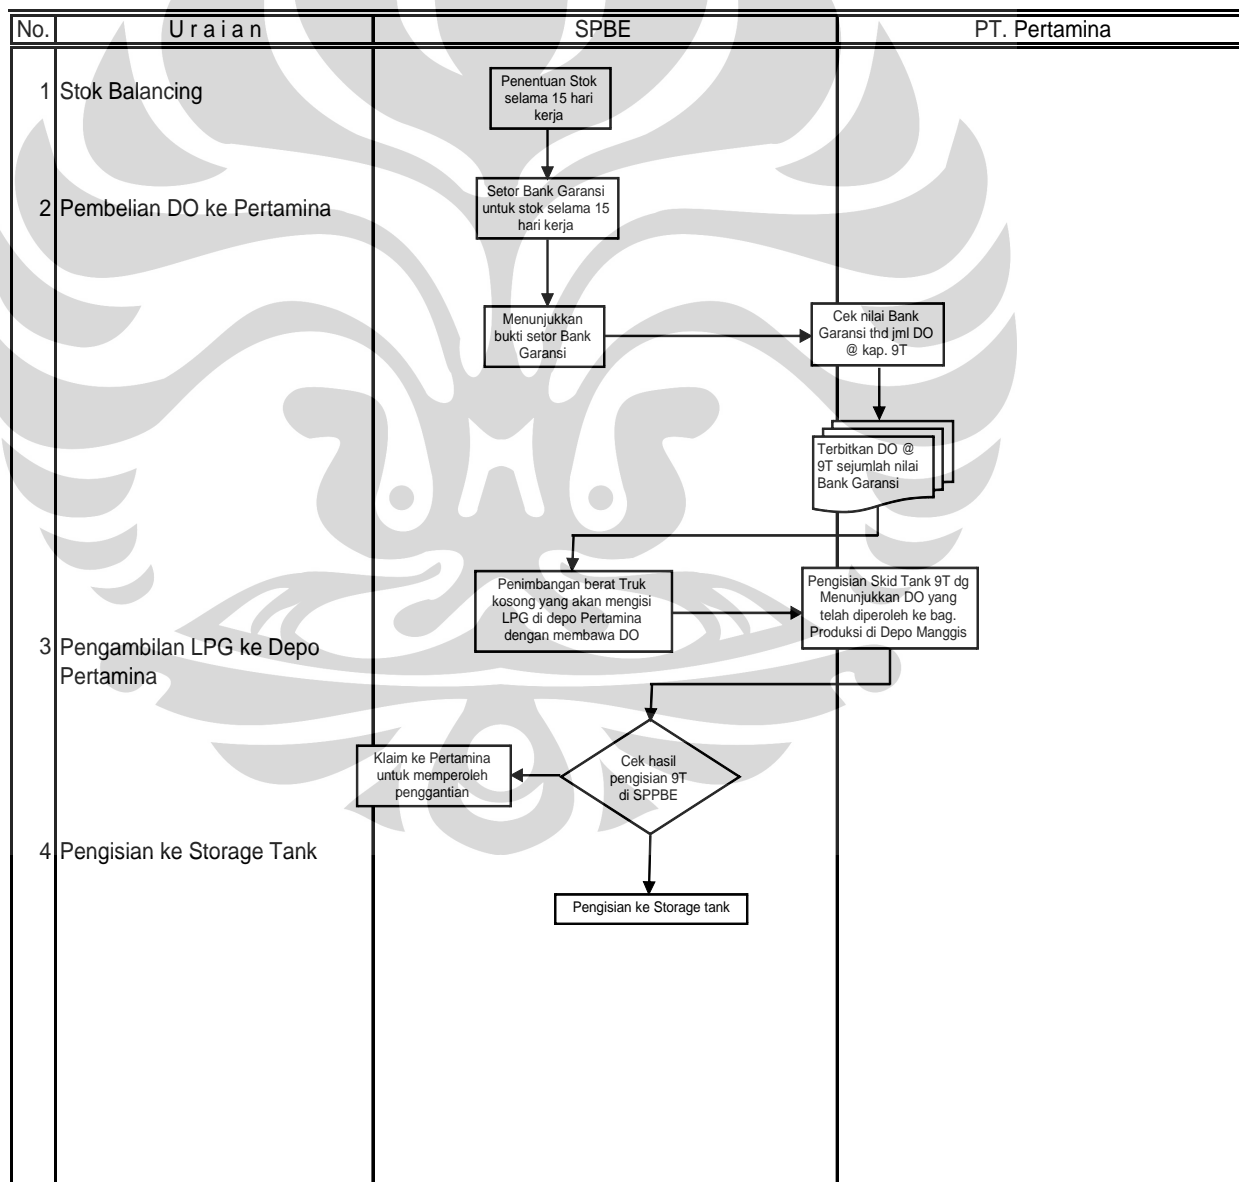 No.
U r a i a n
SPBE
PT. Pertamina
1 Stok Balancing
Penentuan Stok
selama 15 hari
kerja
2 Pembelian DO ke Pertamina
Setor Bank Garansi
untuk stok selama 15
hari kerja
Menunjukkan
bukti setor Bank
Garansi
Cek nilai Bank
Garansi thd jml DO
@ kap. 9T
Terbitkan DO @
9T sejumlah nilai
Bank Garansi
Penimbangan berat Truk
kosong yang akan mengisi
LPG di depo Pertamina
dengan membawa DO
Pengisian Skid Tank 9T dg
Menunjukkan DO yang
telah diperoleh ke bag.
Produksi di Depo Manggis
3 Pengambilan LPG ke Depo
Pertamina
Cek hasil
pengisian 9T
di SPPBE
Klaim ke Pertamina
untuk memperoleh
penggantian
4 Pengisian ke Storage Tank
Pengisian ke Storage tank